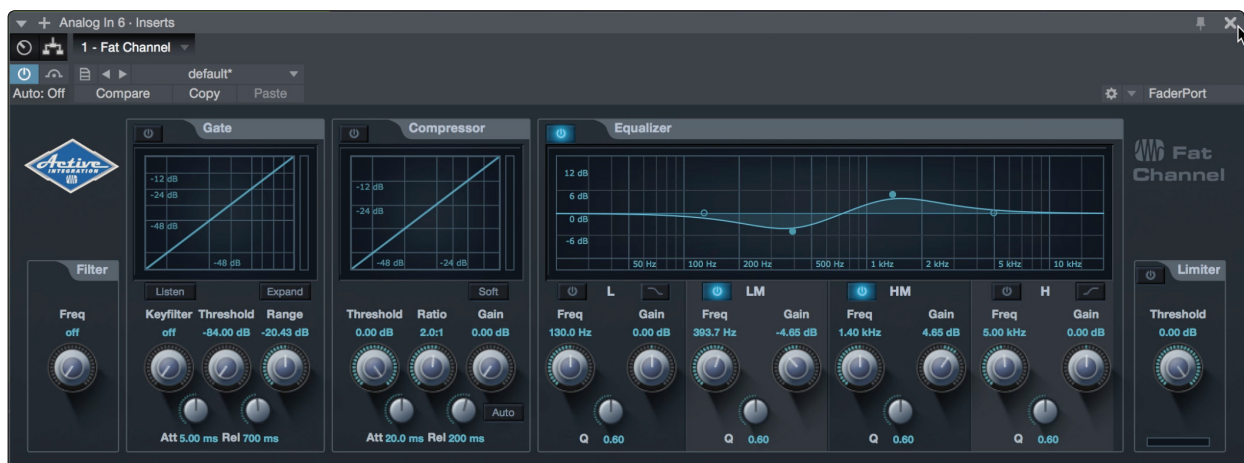 Analog In 6 · Inserts
1 - Fat Channel
default*
Auto: Off Compare Copy Paste FaderPort
Active
INTEGRATION
Fat
Channel
Filter
Freq
off
Gate
-12 dB
-24 dB
-48 dB
-48 dB
Listen Expand
Keyfilter Threshold Range
off -84.00 dB -20.43 dB
Att 5.00 ms Rel 700 ms
Compressor
-12 dB
-24 dB
-48 dB -24 dB
Soft
Threshold Ratio Gain
0.00 dB 2.0:1 0.00 dB
Auto
Att 20.0 ms Rel 200 ms
Equalizer
12 dB
6 dB
0 dB
-6 dB
50 Hz 100 Hz 200 Hz 500 Hz 1 kHz 2 kHz 5 kHz 10 kHz
L LM HM H
Freq Gain Freq Gain Freq Gain Freq Gain
130.0 Hz 0.00 dB 393.7 Hz -4.65 dB 1.40 kHz 4.65 dB 5.00 kHz 0.00 dB
Q 0.60 Q 0.60 Q 0.60 Q 0.60
Limiter
Threshold
0.00 dB